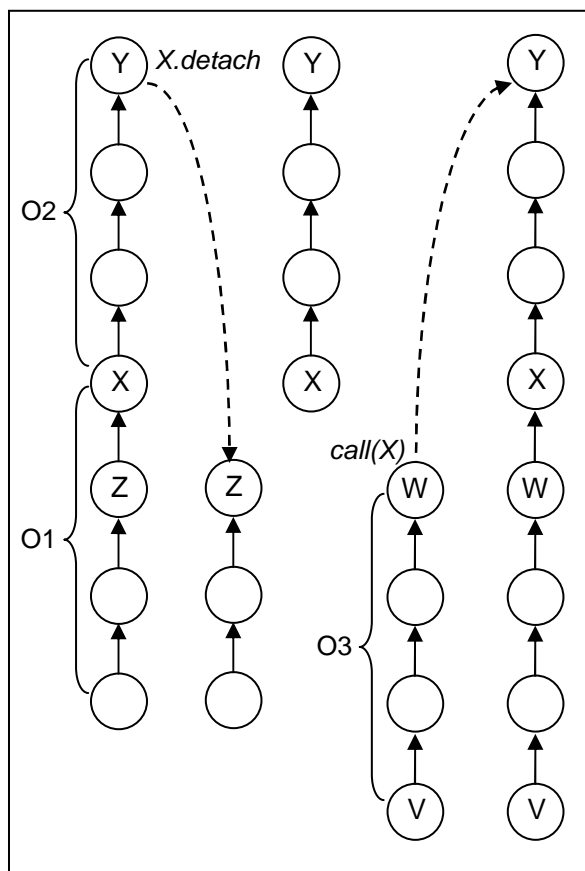 Y X.detach Y Y
O2
X X X
call(X)
Z Z W W
O1
O3
V V